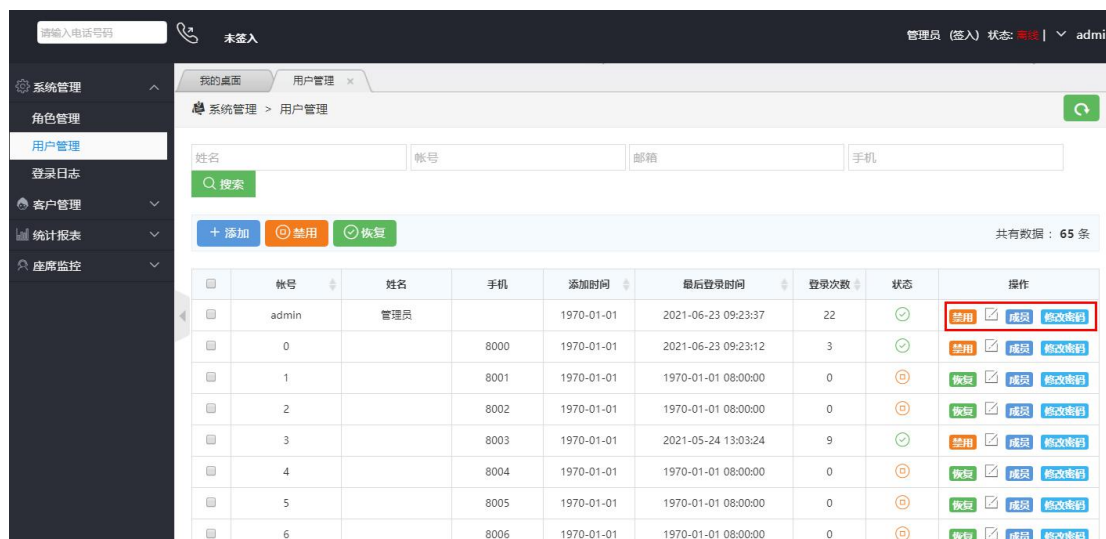 请输入电话号码 未签入 管理员 (签入) 状态: 离线 | admi
系统管理
角色管理
用户管理
登录日志
客户管理
统计报表
座席监控
我的桌面 用户管理 ×
系统管理 > 用户管理
姓名 帐号 邮箱 手机
搜索
+ 添加 禁用 恢复 共有数据 : 65 条
帐号 姓名 手机 添加时间 最后登录时间 登录次数 状态 操作
admin 管理员 1970-01-01 2021-06-23 09:23:37 22 禁用 成员 修改密码
0 8000 1970-01-01 2021-06-23 09:23:12 3 禁用 成员 修改密码
1 8001 1970-01-01 1970-01-01 08:00:00 0 恢复 成员 修改密码
2 8002 1970-01-01 1970-01-01 08:00:00 0 恢复 成员 修改密码
3 8003 1970-01-01 2021-05-24 13:03:24 9 禁用 成员 修改密码
4 8004 1970-01-01 1970-01-01 08:00:00 0 恢复 成员 修改密码
5 8005 1970-01-01 1970-01-01 08:00:00 0 恢复 成员 修改密码
6 8006 1970-01-01 1970-01-01 08:00:00 0 恢复 成员 修改密码